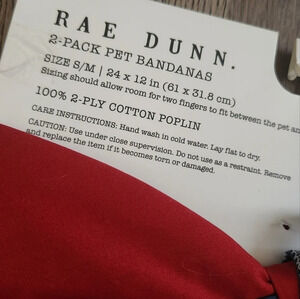 RAE DUNN.
2-PACK PET BANDANAS
SIZE S/M | 24 x 12 in (61 x 31.8 cm)
Sizing should allow room for two fingers to fit between the pet an
100% 2-PLY COTTON POPLIN
CARE INSTRUCTIONS: Hand wash in cold water. Lay flat to dry.
CAUTION: Use under close supervision. Do not use as a restraint. Remove
and replace the item if it becomes torn or damaged.